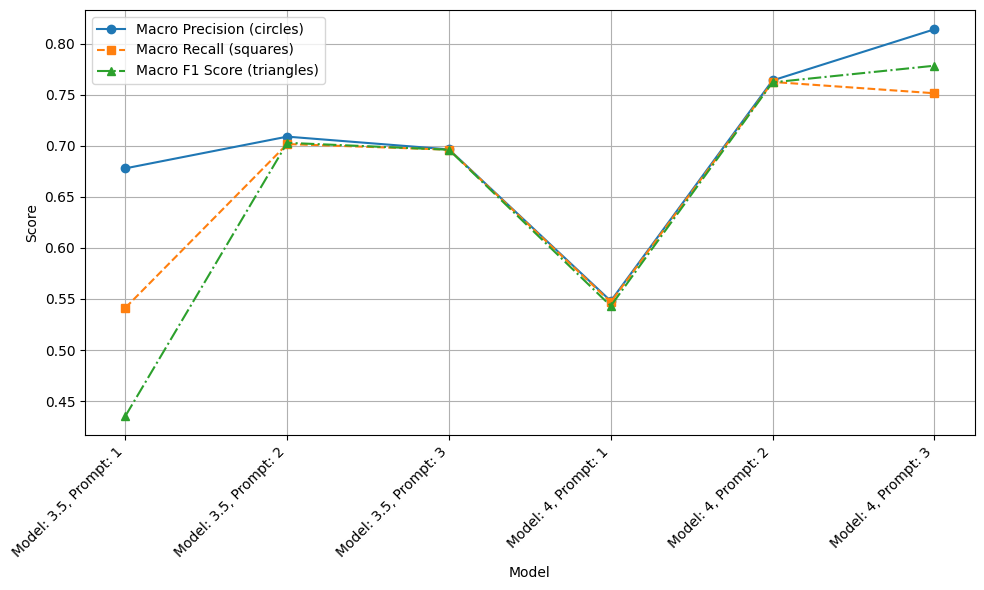 Macro Precision (circles)
Macro Recall (squares)
Macro F1 Score (triangles)
0.80
0.75
0.70
0.65
0.60
0.55
0.50
0.45
Score
Model: 3.5, Prompt: 1
Model: 3.5, Prompt: 2
Model: 3.5, Prompt: 3
Model: 4, Prompt: 1
Model: 4, Prompt: 2
Model: 4, Prompt: 3
Model